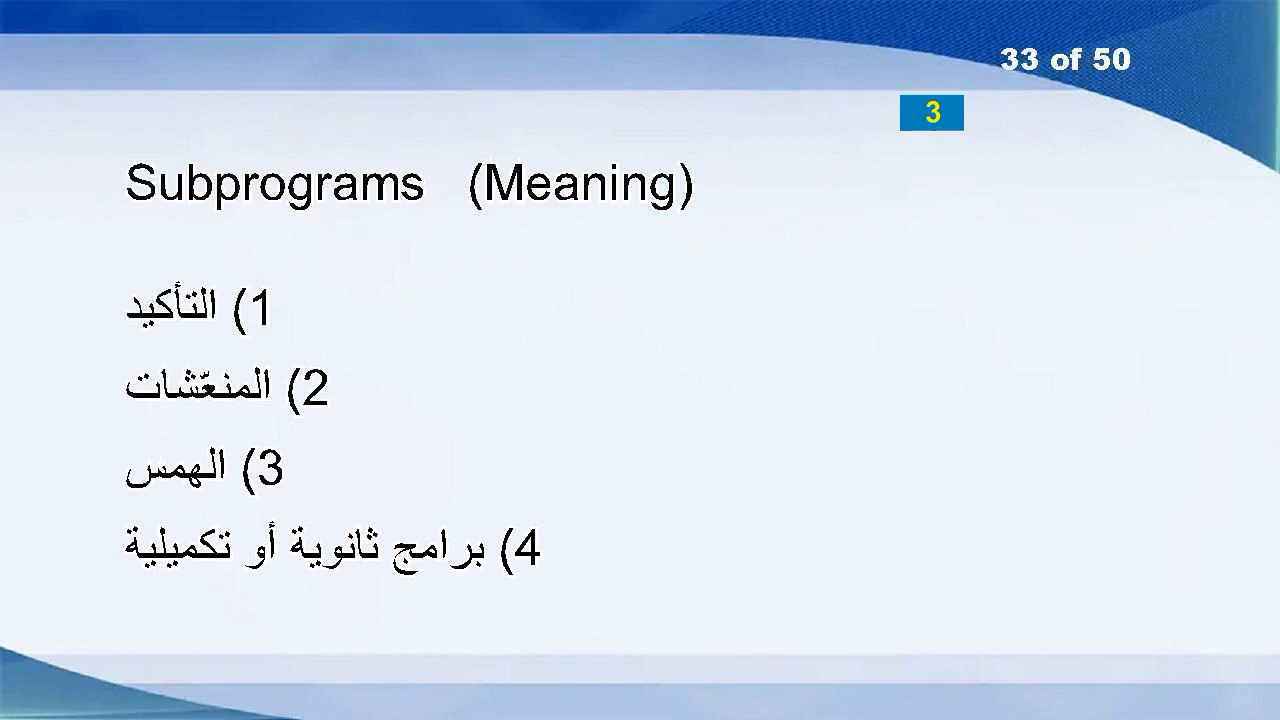 33 of 50
3
Subprograms (Meaning)
1) التأكيد
2) المنعّشات
3) الهمس
4) برامج ثانوية أو تكميلية